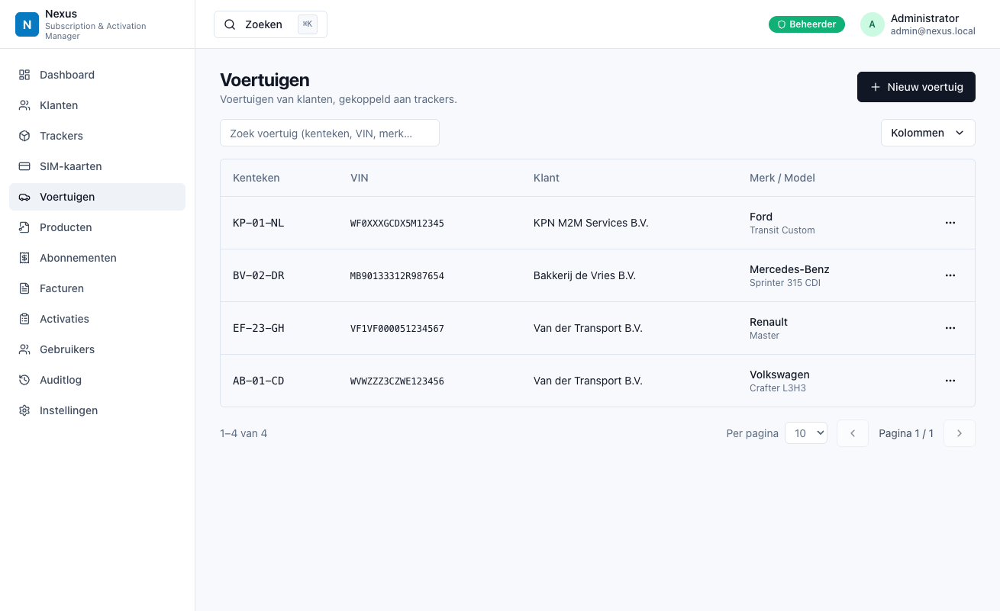 Nexus
Subscription & Activation
Manager
Zoeken
⌘K
Beheerder
A
Administrator
admin@nexus.local
N
Dashboard
Klanten
Trackers
SIM-kaarten
Voertuigen
Producten
Abonnementen
Facturen
Activaties
Gebruikers
Auditlog
Instellingen
Voertuigen
Voertuigen van klanten, gekoppeld aan trackers.
Nieuw voertuig
Zoek voertuig (kenteken, VIN, merk...
Kolommen
Kenteken VIN Klant Merk / Model
KP-01-NL WF0XXXGCDX5M12345 KPN M2M Services B.V. Ford
Transit Custom
BV-02-DR MB90133312R987654 Bakkerij de Vries B.V. Mercedes-Benz
Sprinter 315 CDI
EF-23-GH VF1VF000051234567 Van der Transport B.V. Renault
Master
AB-01-CD WVWZZZ3CZWE123456 Van der Transport B.V. Volkswagen
Crafter L3H3
1–4 van 4
Per pagina 10 Pagina 1 / 1